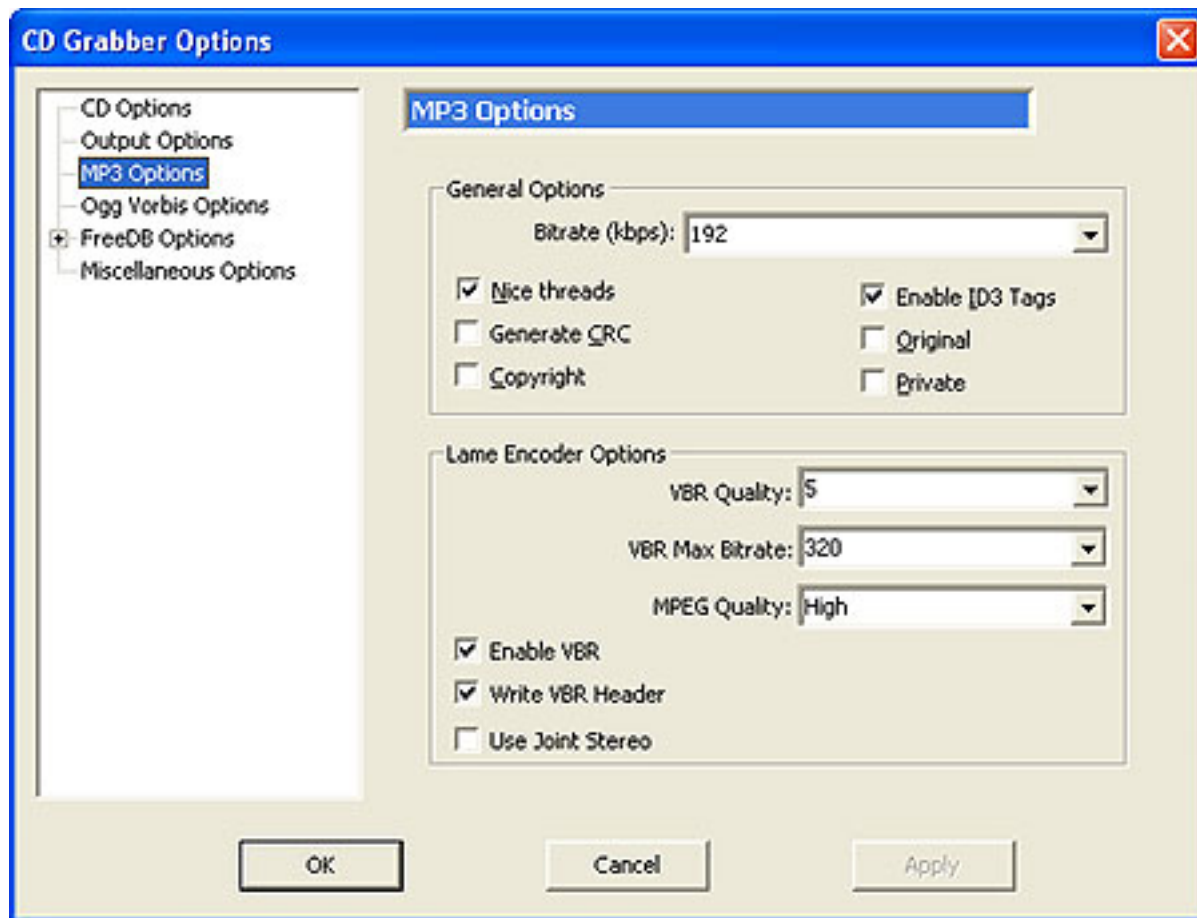 CD Grabber Options
CD Options
Output Options
MP3 Options
Ogg Vorbis Options
FreeDB Options
Miscellaneous Options
MP3 Options
General Options
Bitrate (kbps): 192
Nice threads
Enable ID3 Tags
Generate CRC
Original
Copyright
Private
Lame Encoder Options
VBR Quality: 5
VBR Max Bitrate: 320
MPEG Quality: High
Enable VBR
Write VBR Header
Use Joint Stereo
OK
Cancel
Apply